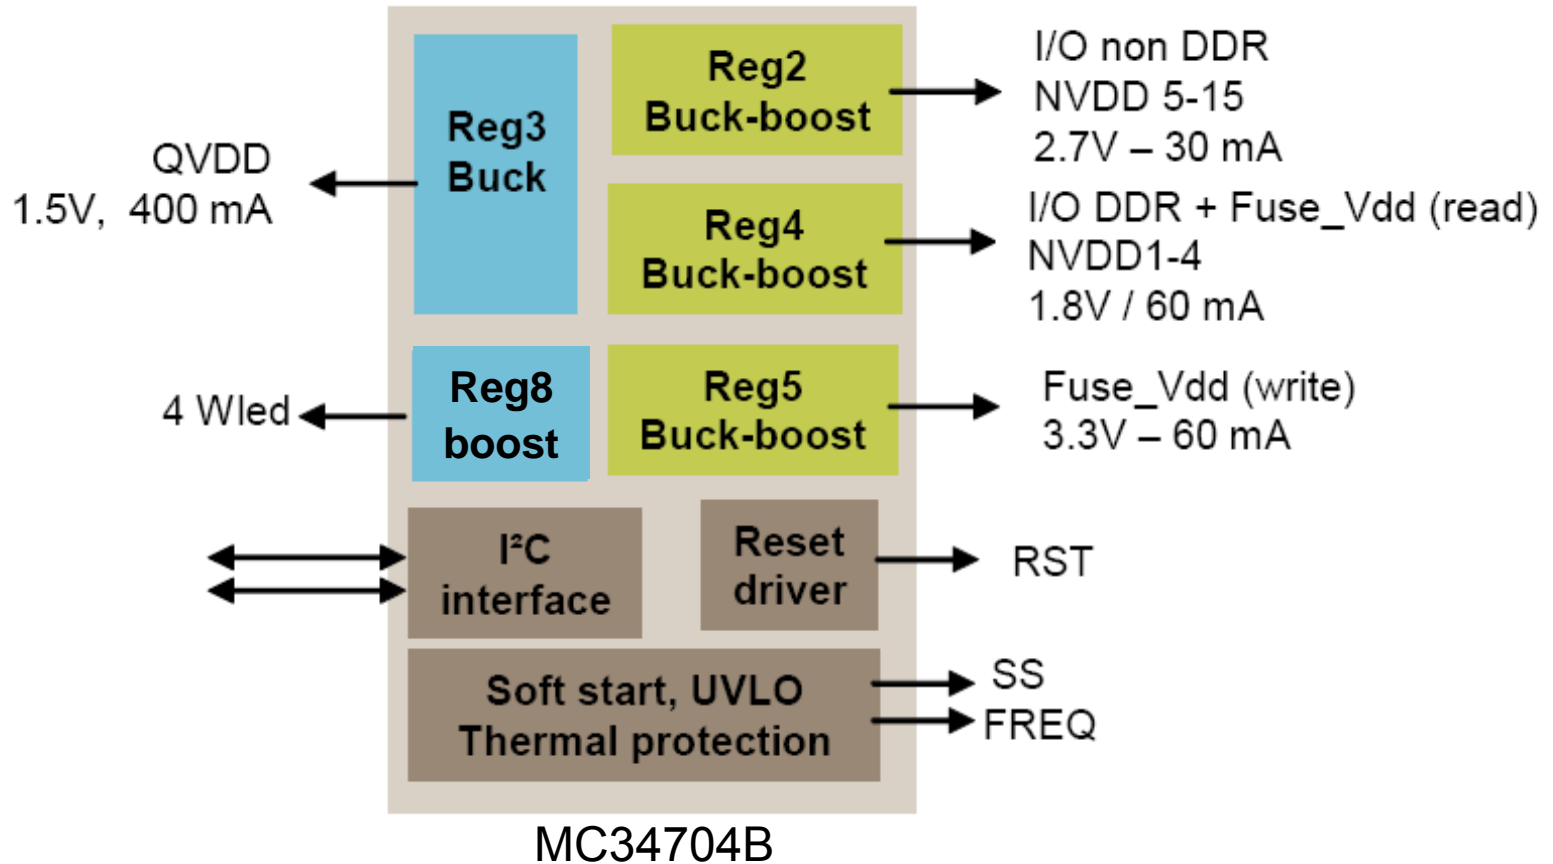 Reg3
Buck
Reg2
Buck-boost
I/O non DDR
NVDD 5-15
2.7V – 30 mA
QVDD
1.5V, 400 mA
Reg4
Buck-boost
I/O DDR + Fuse_Vdd (read)
NVDD1-4
1.8V / 60 mA
4 Wled
Reg8
boost
Reg5
Buck-boost
Fuse_Vdd (write)
3.3V – 60 mA
I²C
interface
Reset
driver
RST
Soft start, UVLO
Thermal protection
SS
FREQ
MC34704B